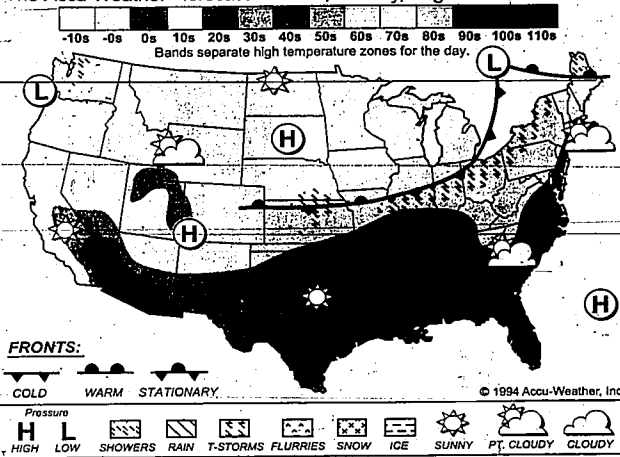 -10s -0s 0s 10s 20s 30s 40s 50s 60s 70s 80s 90s 100s 110s
Bands separate high temperature zones for the day.
L
L
H
H
H
FRONTS:
COLD WARM STATIONARY
© 1994 Accu-Weather, Inc
Pressure
H L
HIGH LOW SHOWERS RAIN T-STORMS FLURRIES SNOW ICE SUNNY PT. CLOUDY CLOUDY